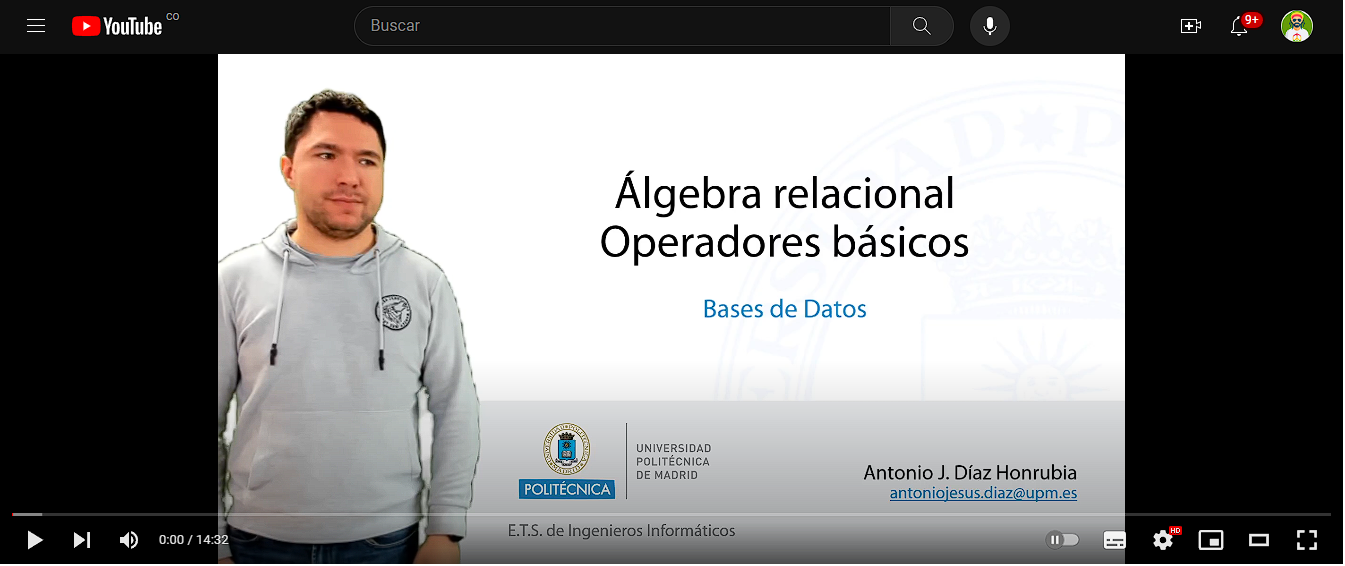 YouTube CO
Buscar
9+
Álgebra relacional
Operadores básicos
Bases de Datos
UNIVERSIDAD
POLITÉCNICA
DE MADRID
POLITÉCNICA
Antonio J. Díaz Honrubia
antoniojesus.diaz@upm.es
E.T.S. de Ingenieros Informáticos
0:00 / 14:32
HD